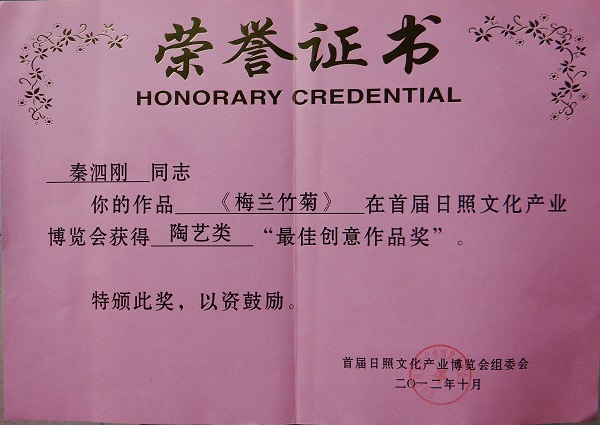 荣誉证书
HONORARY CREDENTIAL
秦泗刚 同志
你的作品 《梅兰竹菊》 在首届日照文化产业
博览会获得 陶艺类 “最佳创意作品奖”。
特颁此奖，以资鼓励。
首届日照文化产业博览会组委会
二〇一二年十月